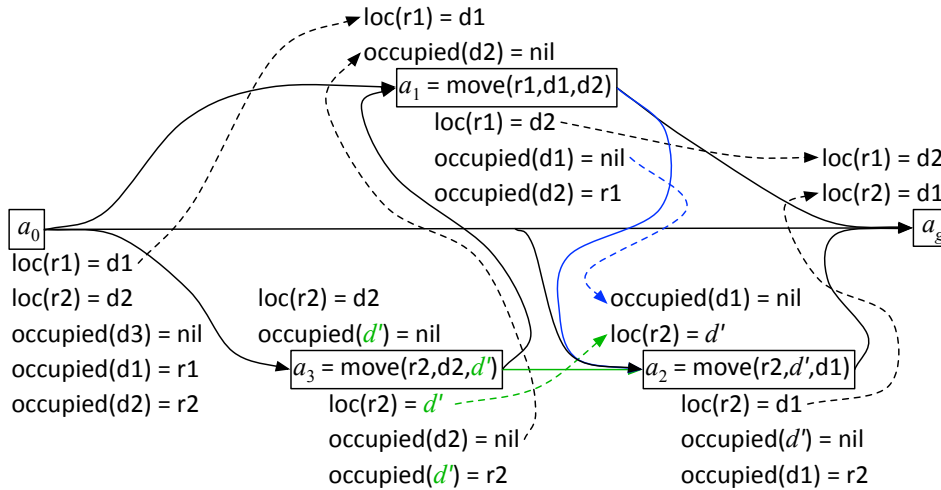 loc(r1) = d1
occupied(d2) = nil
a1 = move(r1,d1,d2)
loc(r1) = d2
occupied(d1) = nil
occupied(d2) = r1
loc(r1) = d2
loc(r2) = d1
a0
ag
loc(r1) = d1
loc(r2) = d2
occupied(d3) = nil
occupied(d1) = r1
occupied(d2) = r2
loc(r2) = d2
occupied(d') = nil
a3 = move(r2,d2,d')
loc(r2) = d'
occupied(d2) = nil
occupied(d') = r2
occupied(d1) = nil
loc(r2) = d'
a2 = move(r2,d',d1)
loc(r2) = d1
occupied(d') = nil
occupied(d1) = r2